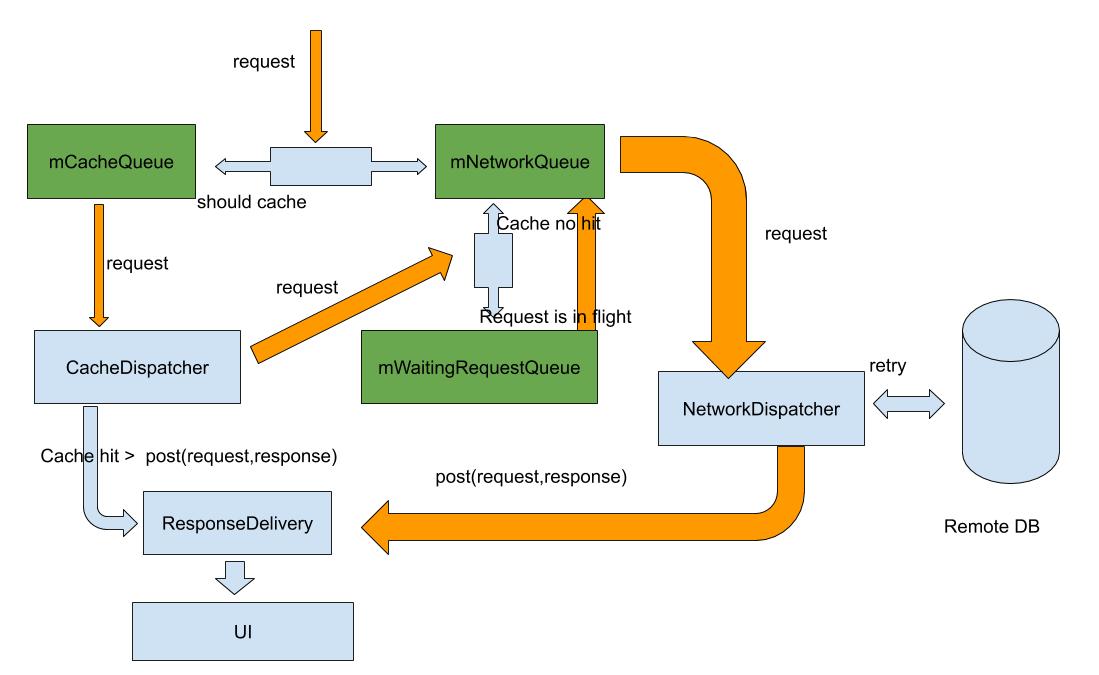 request
mCacheQueue
mNetworkQueue
should cache
Cache no hit
request
request
request
Request is in flight
CacheDispatcher
mWaitingRequestQueue
retry
NetworkDispatcher
Cache hit > post(request,response)
post(request,response)
ResponseDelivery
Remote DB
UI